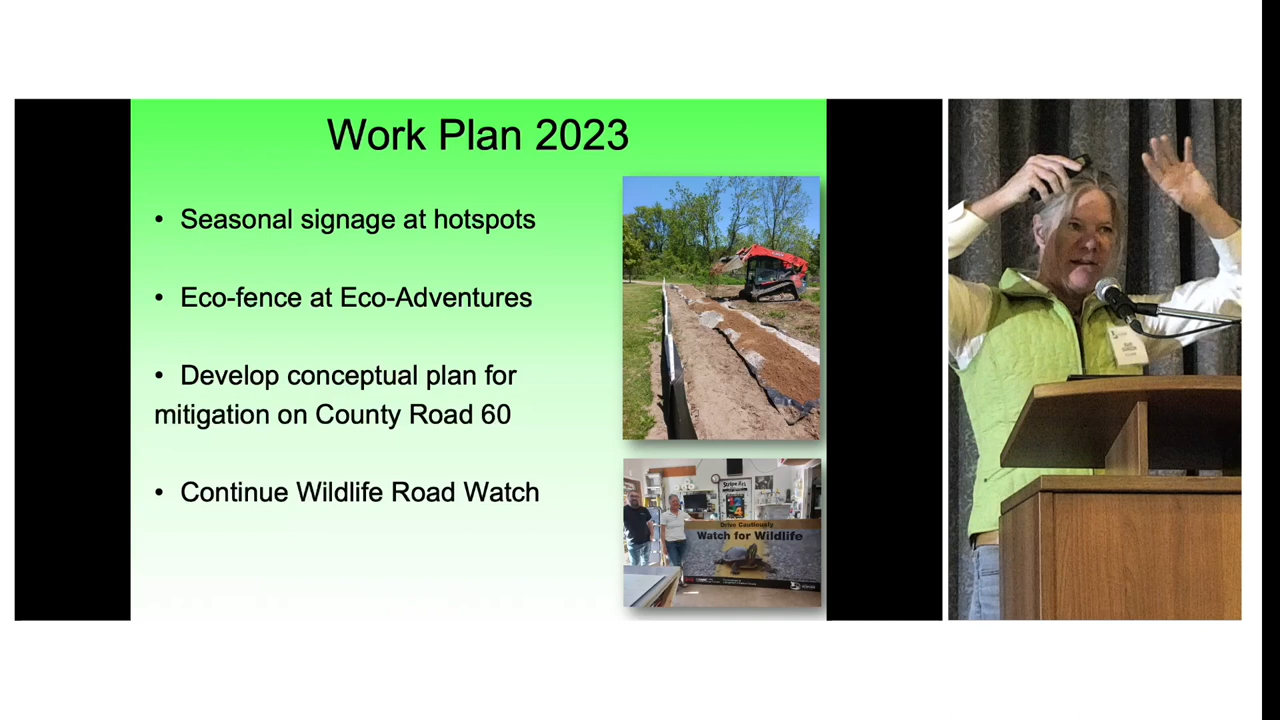 Work Plan 2023
• Seasonal signage at hotspots
• Eco-fence at Eco-Adventures
• Develop conceptual plan for
mitigation on County Road 60
• Continue Wildlife Road Watch
Drive Cautiously
Watch for Wildlife